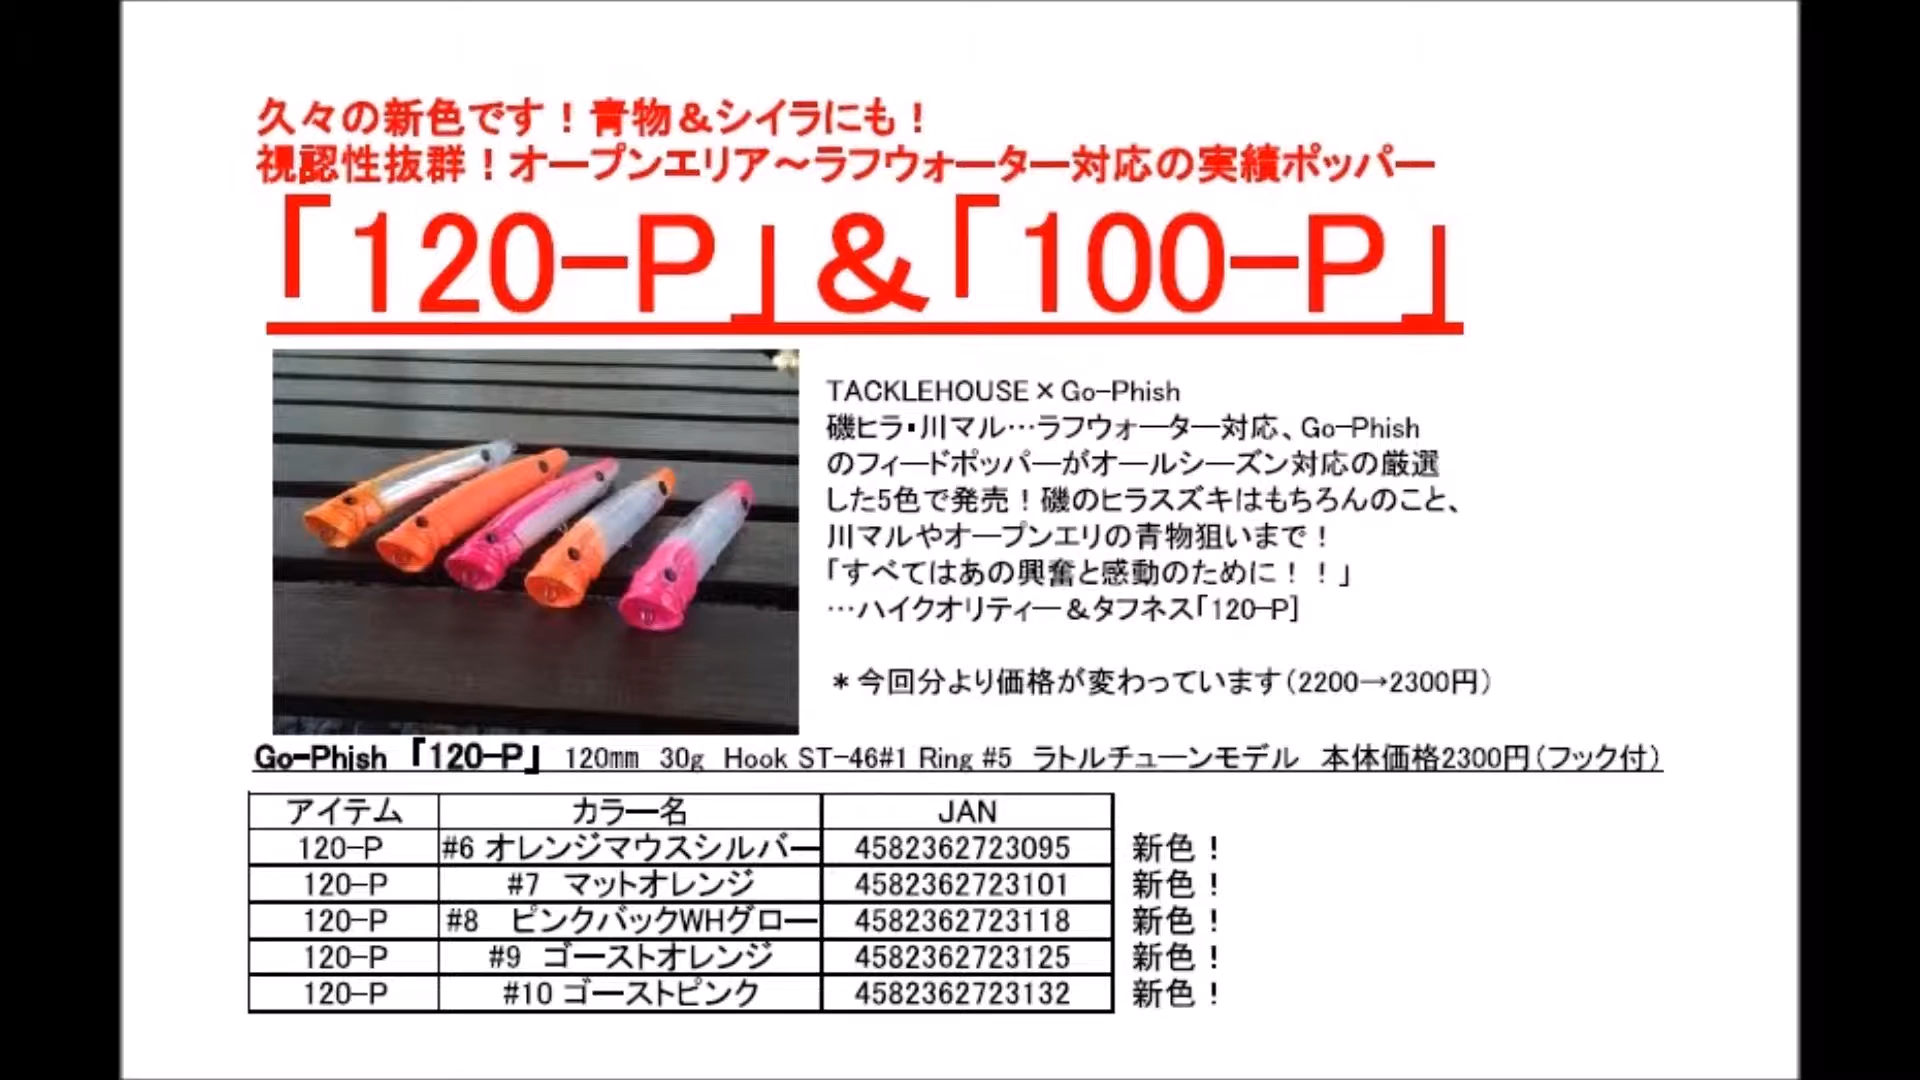 久々の新色です！青物＆シイラにも！
視認性抜群！オープンエリア～ラフウォーター対応の実績ポッパー
「120-P」＆「100-P」
TACKLEHOUSE×Go-Phish
磯ヒラ・川マル…ラフウォーター対応、Go-Phish
のフィードポッパーがオールシーズン対応の厳選
した5色で発売！磯のヒラスズキはもちろんのこと、
川マルやオープンエリの青物狙いまで！
「すべてはあの興奮と感動のために！！」
…ハイクオリティー＆タフネス「120-P]
＊今回分より価格が変わっています（2200→2300円）
Go-Phish 「120-P」 120㎜ 30g Hook ST-46#1 Ring #5 ラトルチューンモデル 本体価格2300円（フック付）
アイテム カラー名 JAN
120-P #6 オレンジマウスシルバー 4582362723095 新色！
120-P #7 マットオレンジ 4582362723101 新色！
120-P #8 ピンクバックWHグロー 4582362723118 新色！
120-P #9 ゴーストオレンジ 4582362723125 新色！
120-P #10 ゴーストピンク 4582362723132 新色！